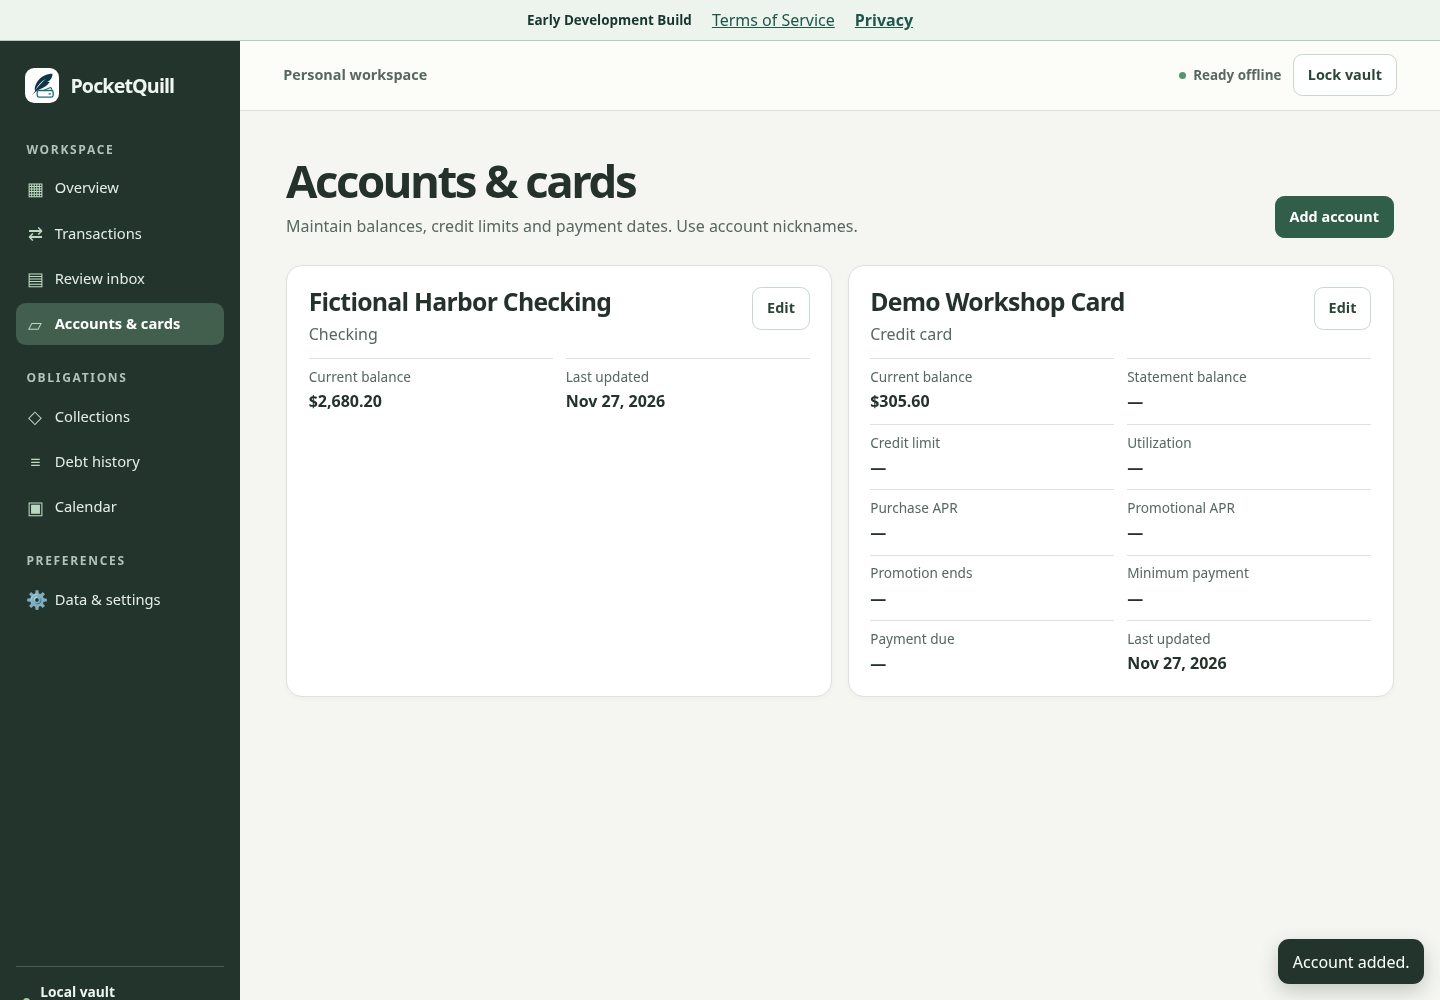 Early Development Build Terms of Service Privacy
PocketQuill
Personal workspace
Ready offline
Lock vault
WORKSPACE
Overview
Transactions
Review inbox
Accounts & cards
OBLIGATIONS
Collections
Debt history
Calendar
PREFERENCES
Data & settings
Local vault
Accounts & cards
Maintain balances, credit limits and payment dates. Use account nicknames.
Add account
Fictional Harbor Checking
Edit
Checking
Current balance
$2,680.20
Last updated
Nov 27, 2026
Demo Workshop Card
Edit
Credit card
Current balance
$305.60
Statement balance
—
Credit limit
—
Utilization
—
Purchase APR
—
Promotional APR
—
Promotion ends
—
Minimum payment
—
Payment due
—
Last updated
Nov 27, 2026
Account added.